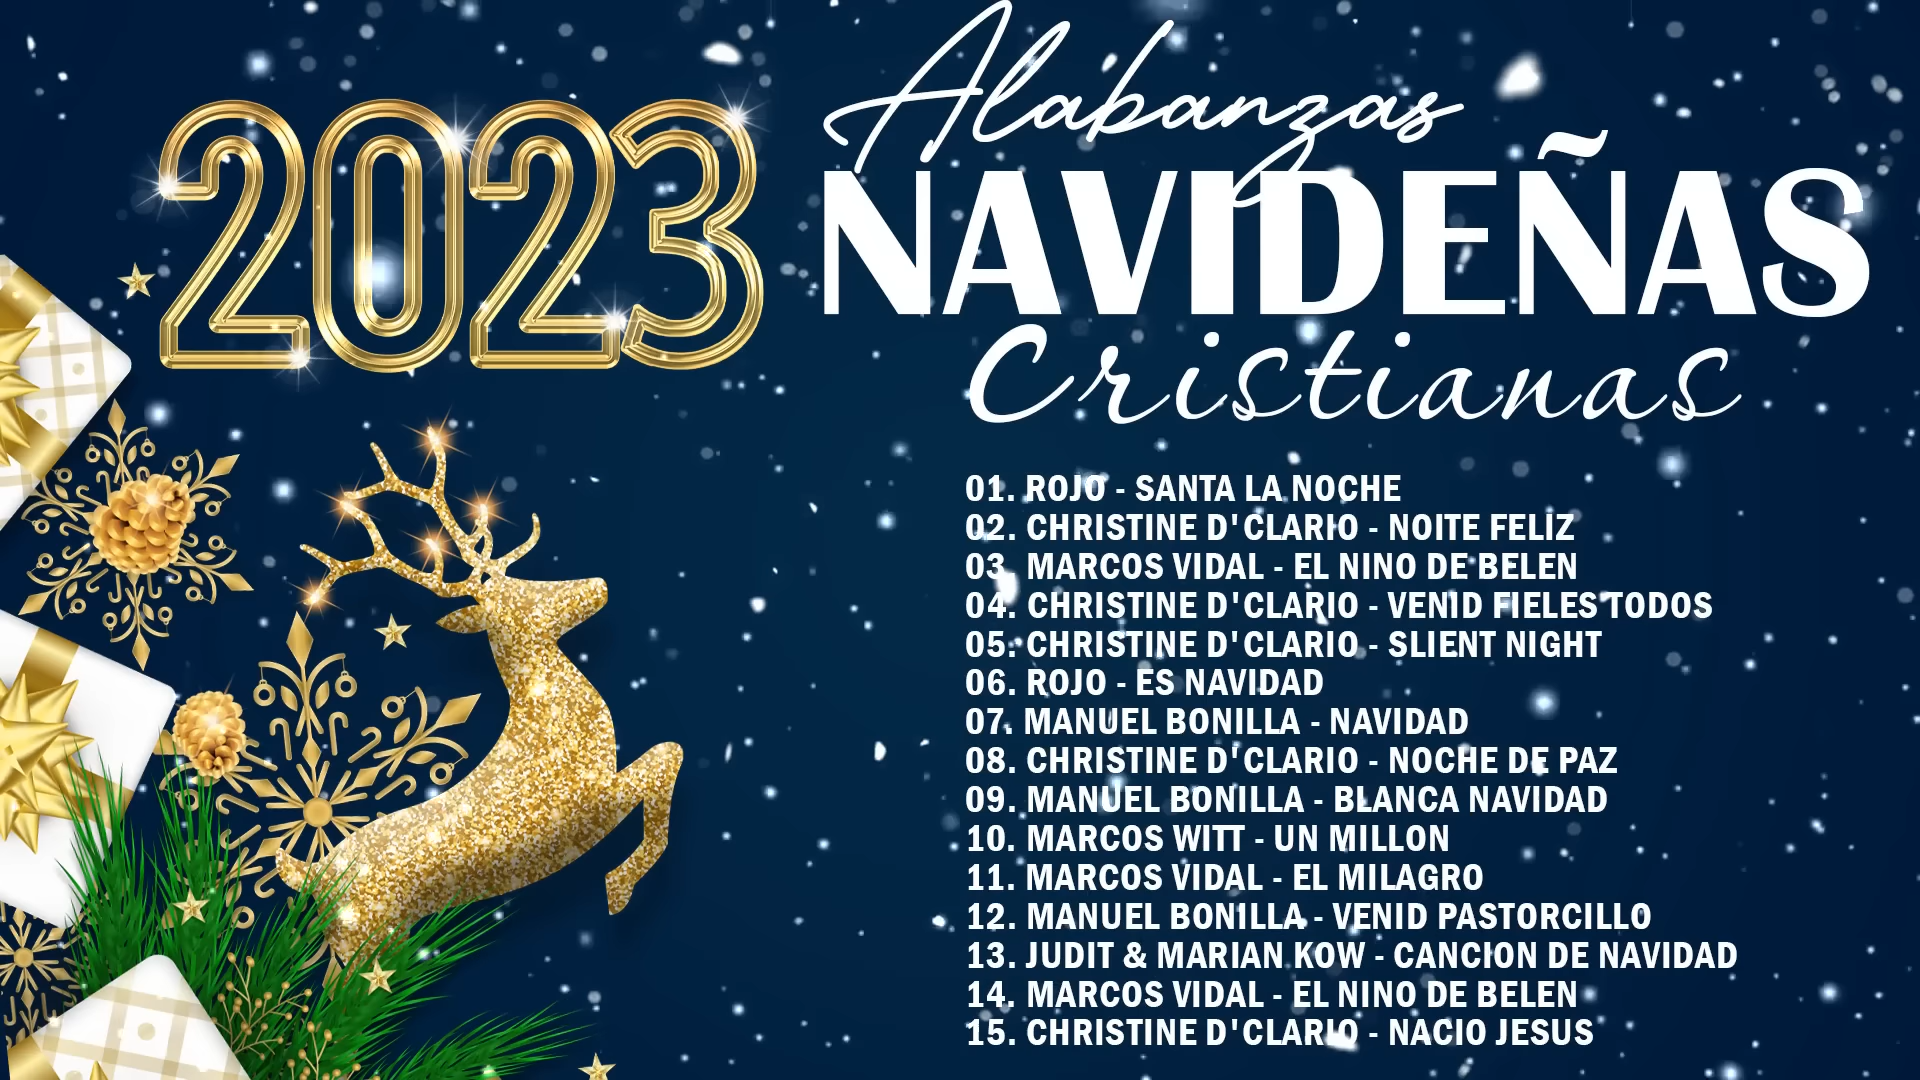 2023
Alabanzas
NAVIDEÑAS
Cristianas
01. ROJO - SANTA LA NOCHE
02. CHRISTINE D'CLARIO - NOITE FELIZ
03. MARCOS VIDAL - EL NINO DE BELEN
04. CHRISTINE D'CLARIO - VENID FIELES TODOS
05. CHRISTINE D'CLARIO - SLIENT NIGHT
06. ROJO - ES NAVIDAD
07. MANUEL BONILLA - NAVIDAD
08. CHRISTINE D'CLARIO - NOCHE DE PAZ
09. MANUEL BONILLA - BLANCA NAVIDAD
10. MARCOS WITT - UN MILLON
11. MARCOS VIDAL - EL MILAGRO
12. MANUEL BONILLA - VENID PASTORCILLO
13. JUDIT & MARIAN KOW - CANCION DE NAVIDAD
14. MARCOS VIDAL - EL NINO DE BELEN
15. CHRISTINE D'CLARIO - NACIO JESUS